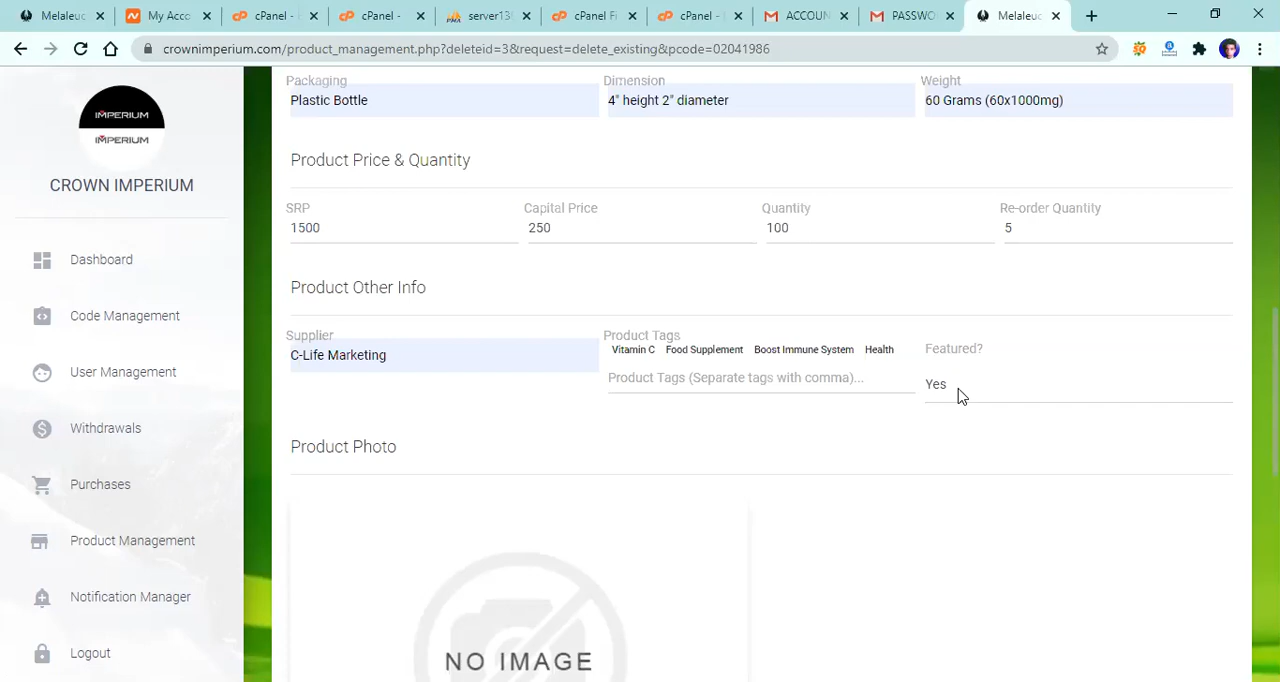 Melaleuc
My Acco
cPanel -
cPanel -
server138
cPanel Fi
cPanel -
ACCOUN
PASSWO
Melaleuc
crownimperium.com/product_management.php?deleteid=3&request=delete_existing&pcode=02041986
IMPERIUM
IMPERIUM
CROWN IMPERIUM
Dashboard
Code Management
User Management
Withdrawals
Purchases
Product Management
Notification Manager
Logout
Packaging Dimension Weight
Plastic Bottle 4" height 2" diameter 60 Grams (60x1000mg)
Product Price & Quantity
SRP Capital Price Quantity Re-order Quantity
1500 250 100 5
Product Other Info
Supplier Product Tags Featured?
C-Life Marketing Vitamin C Food Supplement Boost Immune System Health
Product Tags (Separate tags with comma)... Yes
Product Photo
NO IMAGE